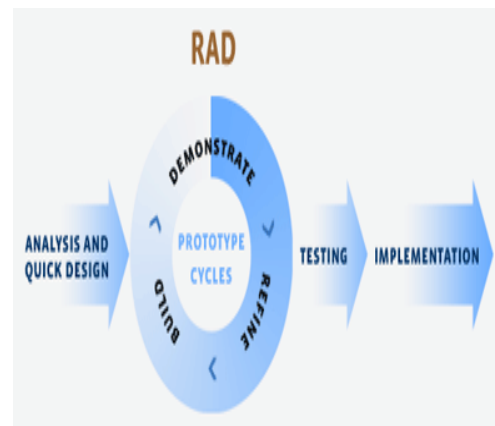 RAD
ANALYSIS AND
QUICK DESIGN
DEMONSTRATE
REFINE
BUILD
PROTOTYPE
CYCLES
TESTING
IMPLEMENTATION